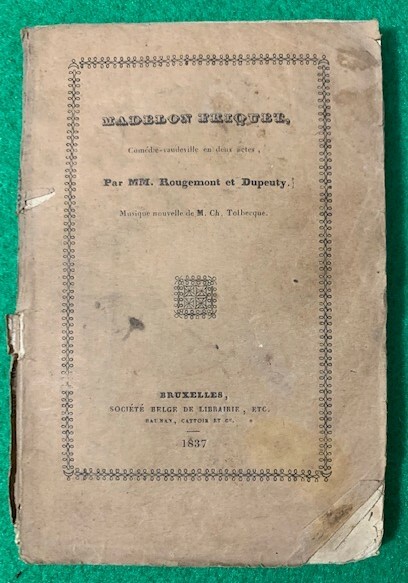 MADELON FRIQUET,
Comédie-vaudeville en deux actes,
Par MM. Rougemont et Dupeuty.
Musique nouvelle de M. Ch. Tolbecque.
BRUXELLES,
SOCIÉTÉ BELGE DE LIBRAIRIE, ETC.
HAUMAN, CATTOIR ET Cᵉ.
1837